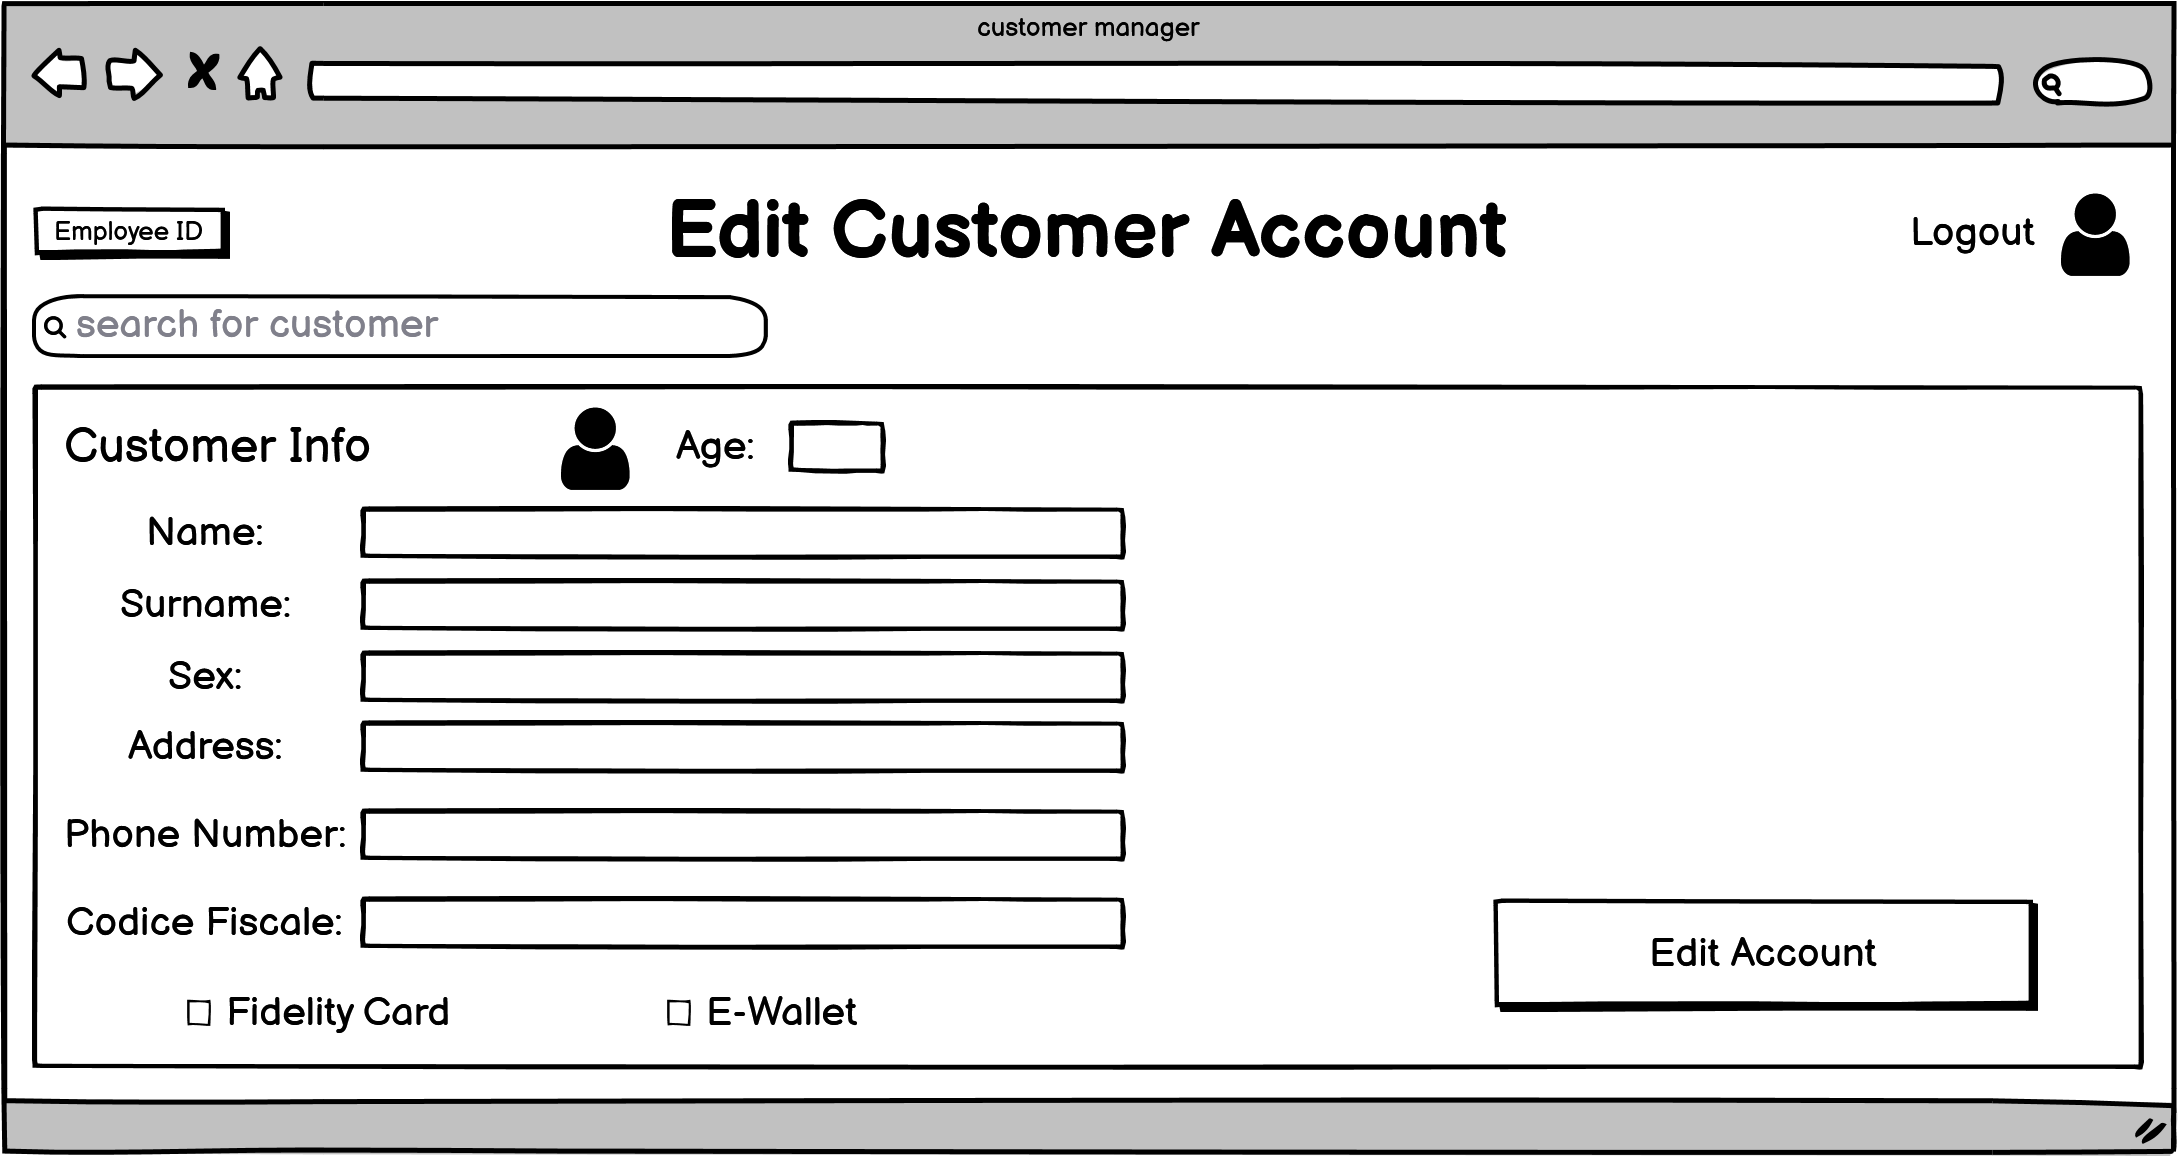 customer manager
Employee ID
Edit Customer Account
Logout
search for customer
Customer Info
Age:
Name:
Surname:
Sex:
Address:
Phone Number:
Codice Fiscale:
Edit Account
Fidelity Card
E-Wallet